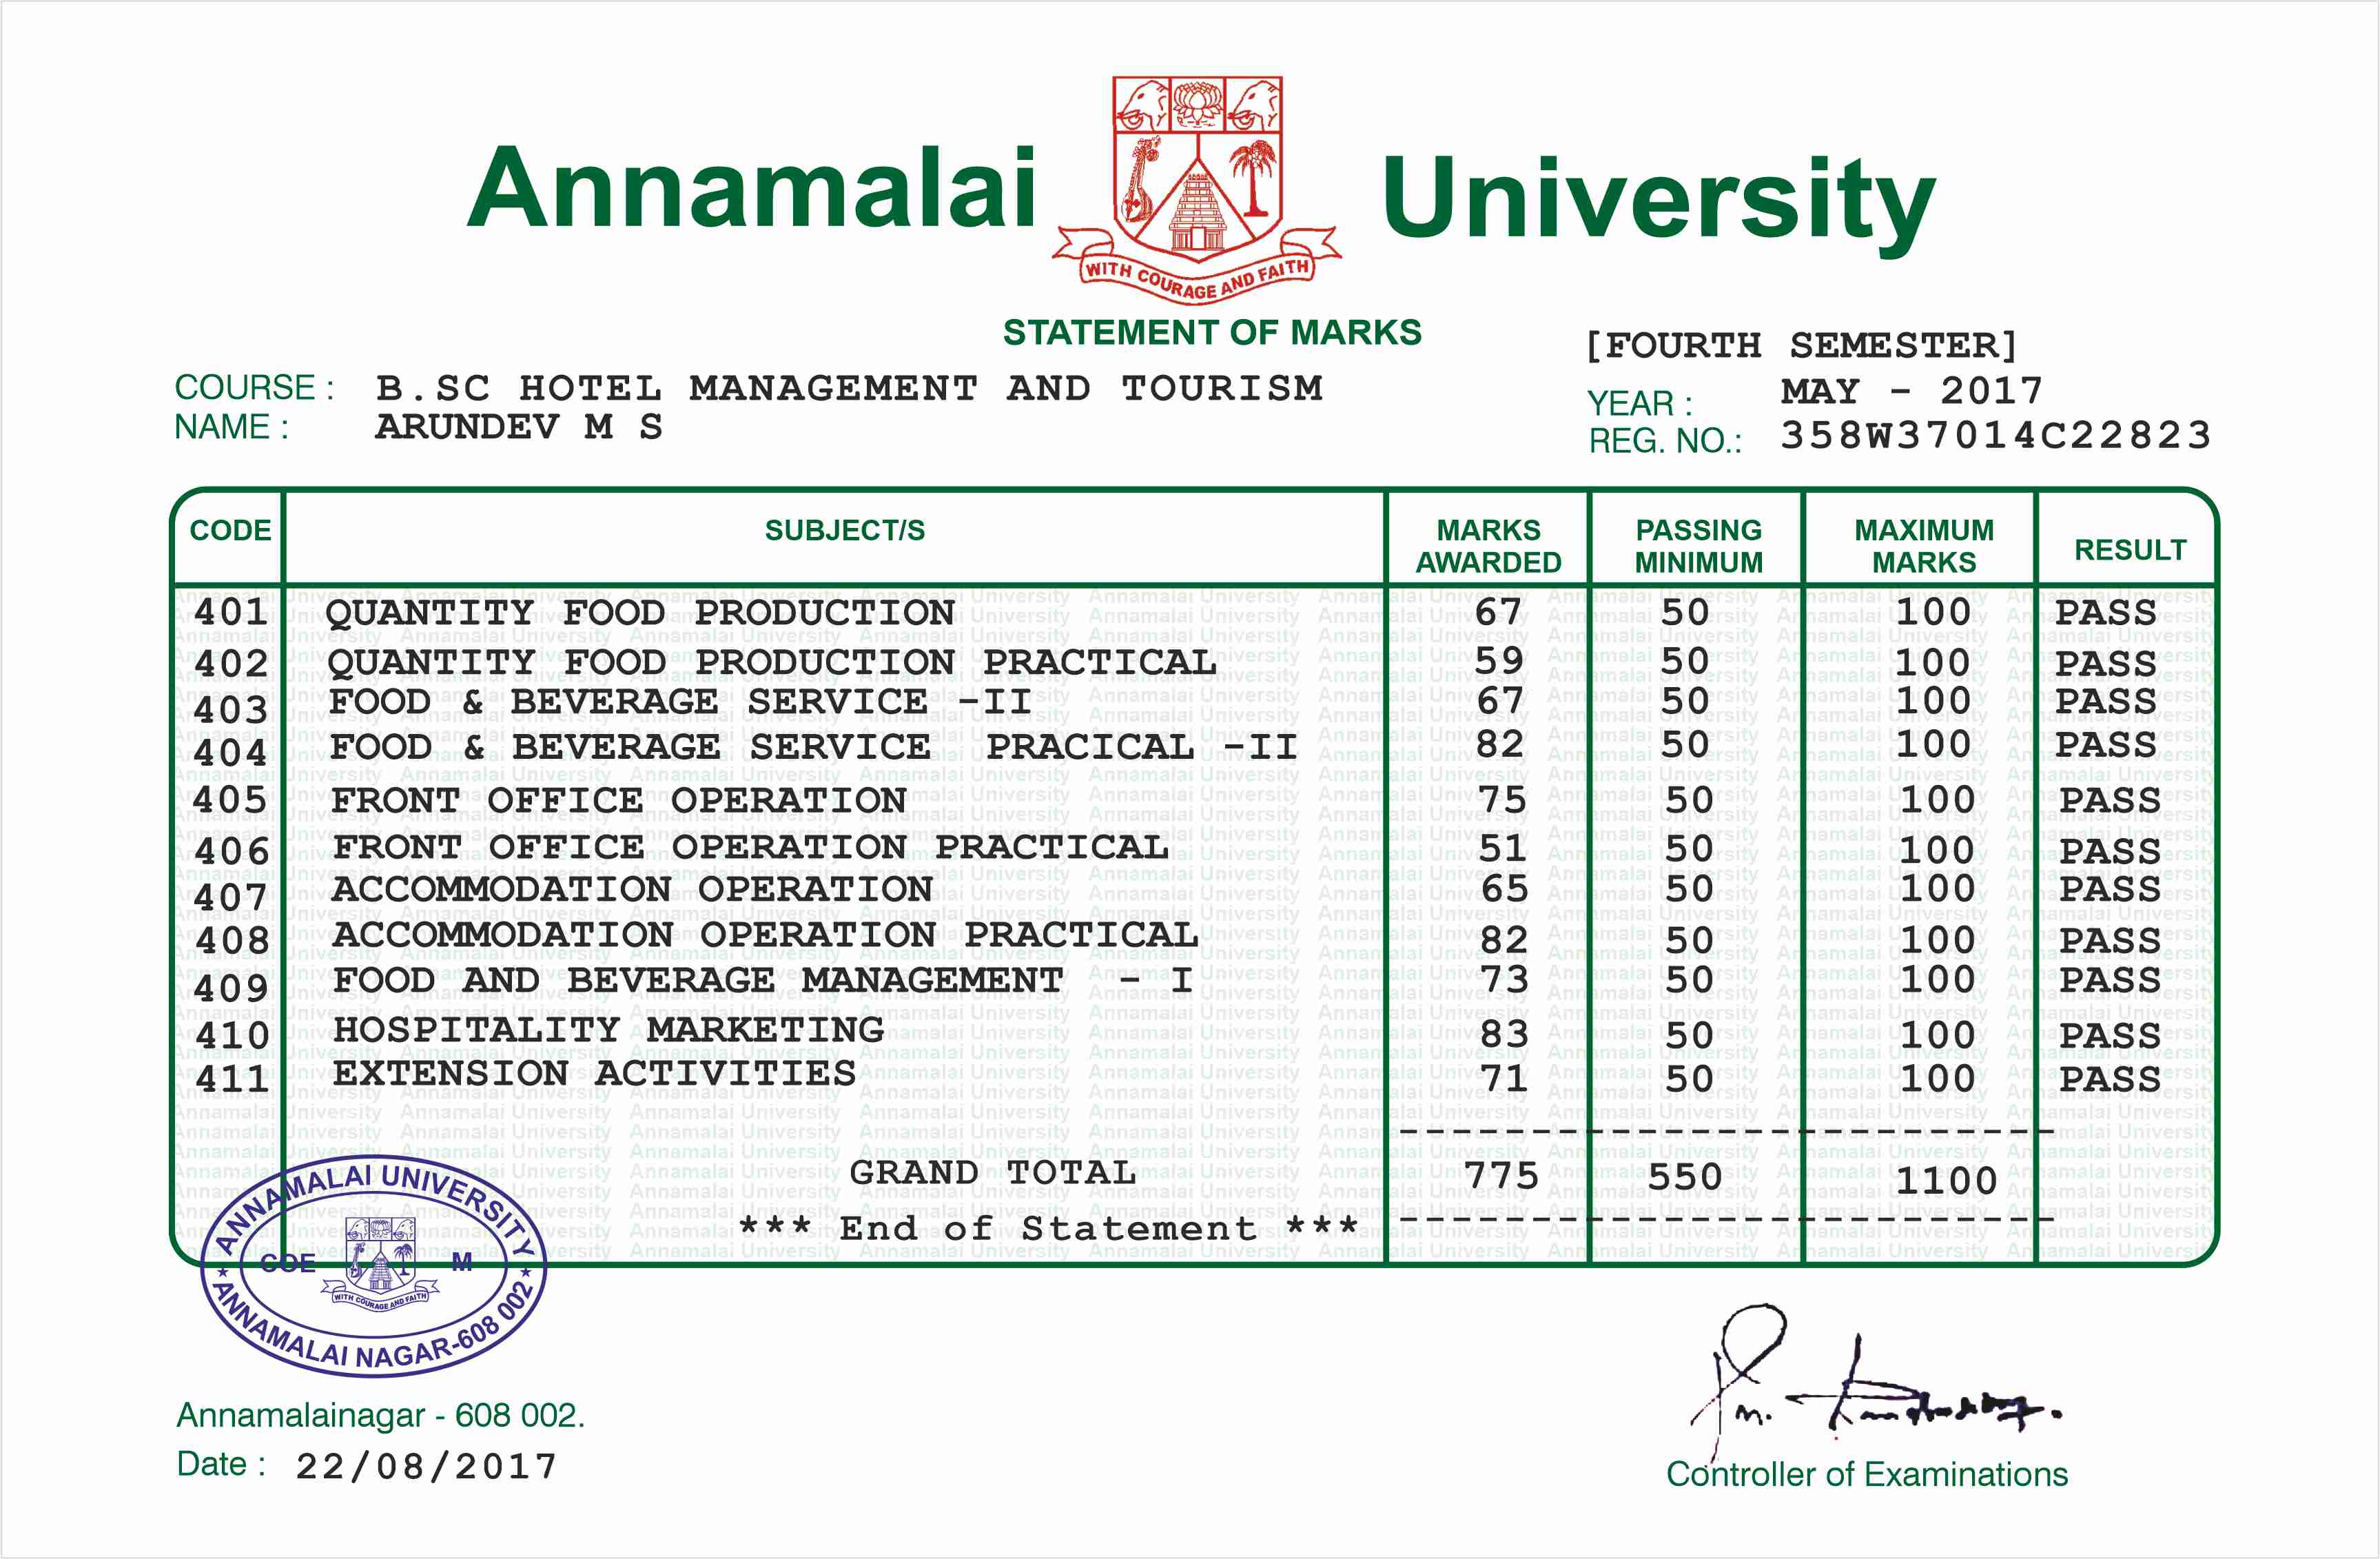 Annamalai University
WITH COURAGE AND FAITH
STATEMENT OF MARKS
[FOURTH SEMESTER]
COURSE : B.SC HOTEL MANAGEMENT AND TOURISM
YEAR : MAY - 2017
NAME : ARUNDEV M S
REG. NO.: 358W37014C22823
CODE SUBJECT/S MARKS AWARDED PASSING MINIMUM MAXIMUM MARKS RESULT
401 QUANTITY FOOD PRODUCTION 67 50 100 PASS
402 QUANTITY FOOD PRODUCTION PRACTICAL 59 50 100 PASS
403 FOOD & BEVERAGE SERVICE -II 67 50 100 PASS
404 FOOD & BEVERAGE SERVICE PRACICAL -II 82 50 100 PASS
405 FRONT OFFICE OPERATION 75 50 100 PASS
406 FRONT OFFICE OPERATION PRACTICAL 51 50 100 PASS
407 ACCOMMODATION OPERATION 65 50 100 PASS
408 ACCOMMODATION OPERATION PRACTICAL 82 50 100 PASS
409 FOOD AND BEVERAGE MANAGEMENT - I 73 50 100 PASS
410 HOSPITALITY MARKETING 83 50 100 PASS
411 EXTENSION ACTIVITIES 71 50 100 PASS
GRAND TOTAL 775 550 1100
*** End of Statement ***
ANNAMALAI UNIVERSITY
COE M
WITH COURAGE AND FAITH
ANNAMALAI NAGAR-608 002
Annamalainagar - 608 002.
Date : 22/08/2017
Controller of Examinations